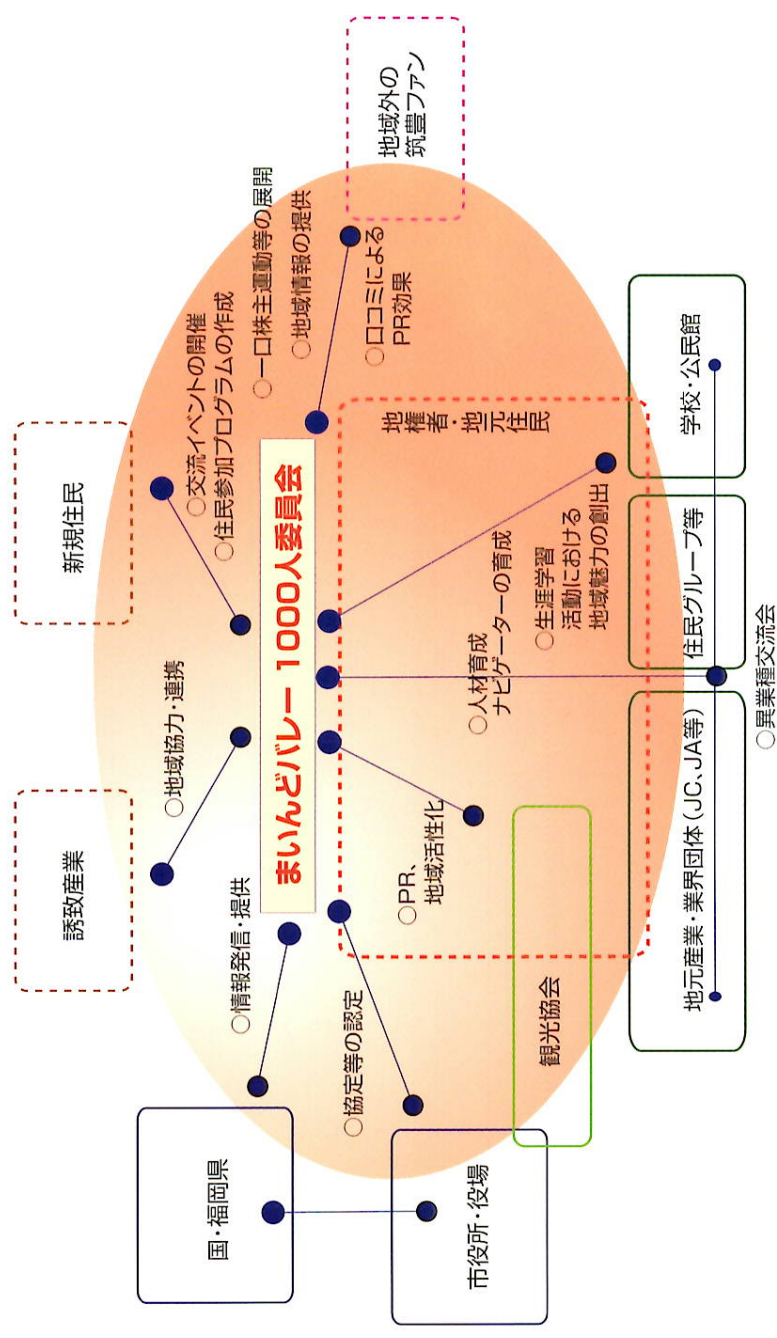 誘致産業
新規住民
国・福岡県
○地域協力・連携
○交流イベントの開催
○住民参加プログラムの作成
○情報発信・提供
まいんどバレー 1000人委員会
○一口株主運動等の展開
○地域情報の提供
地域外の
筑豊ファン
○口コミによる
PR効果
○協定等の認定
市役所・役場
○PR、
地域活性化
○人材育成
ナビゲーターの育成
地権者・地元住民
○生涯学習
活動における
地域魅力の創出
観光協会
地元産業・業界団体（JC、JA等）
住民グループ等
学校・公民館
○異業種交流会